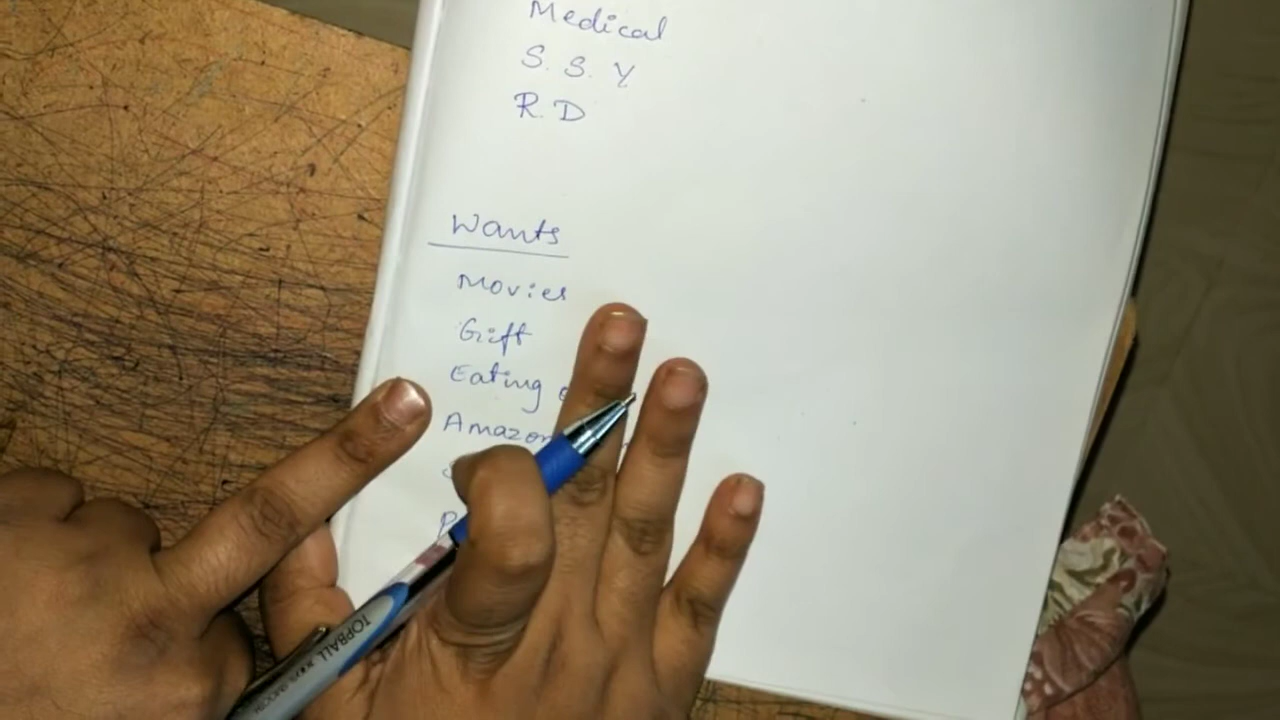 Medical
S. S. Y
R. D
Wants
Movies
Gift
Eating
Amazon
TOPBALL